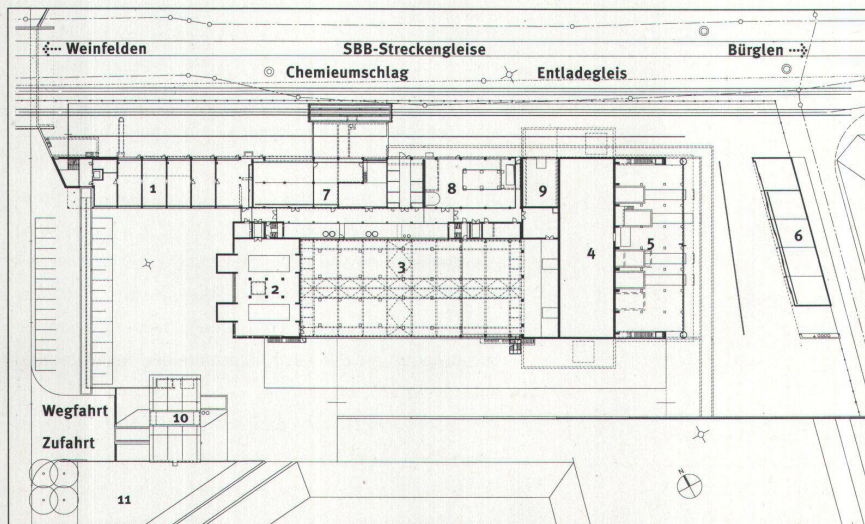 Weinfelden SBB-Streckengleise Bürglen
Chemieumschlag Entladegleis
1 7 8 9
4 5 6
3
2
Wegfahrt 10
Zufahrt
N
11